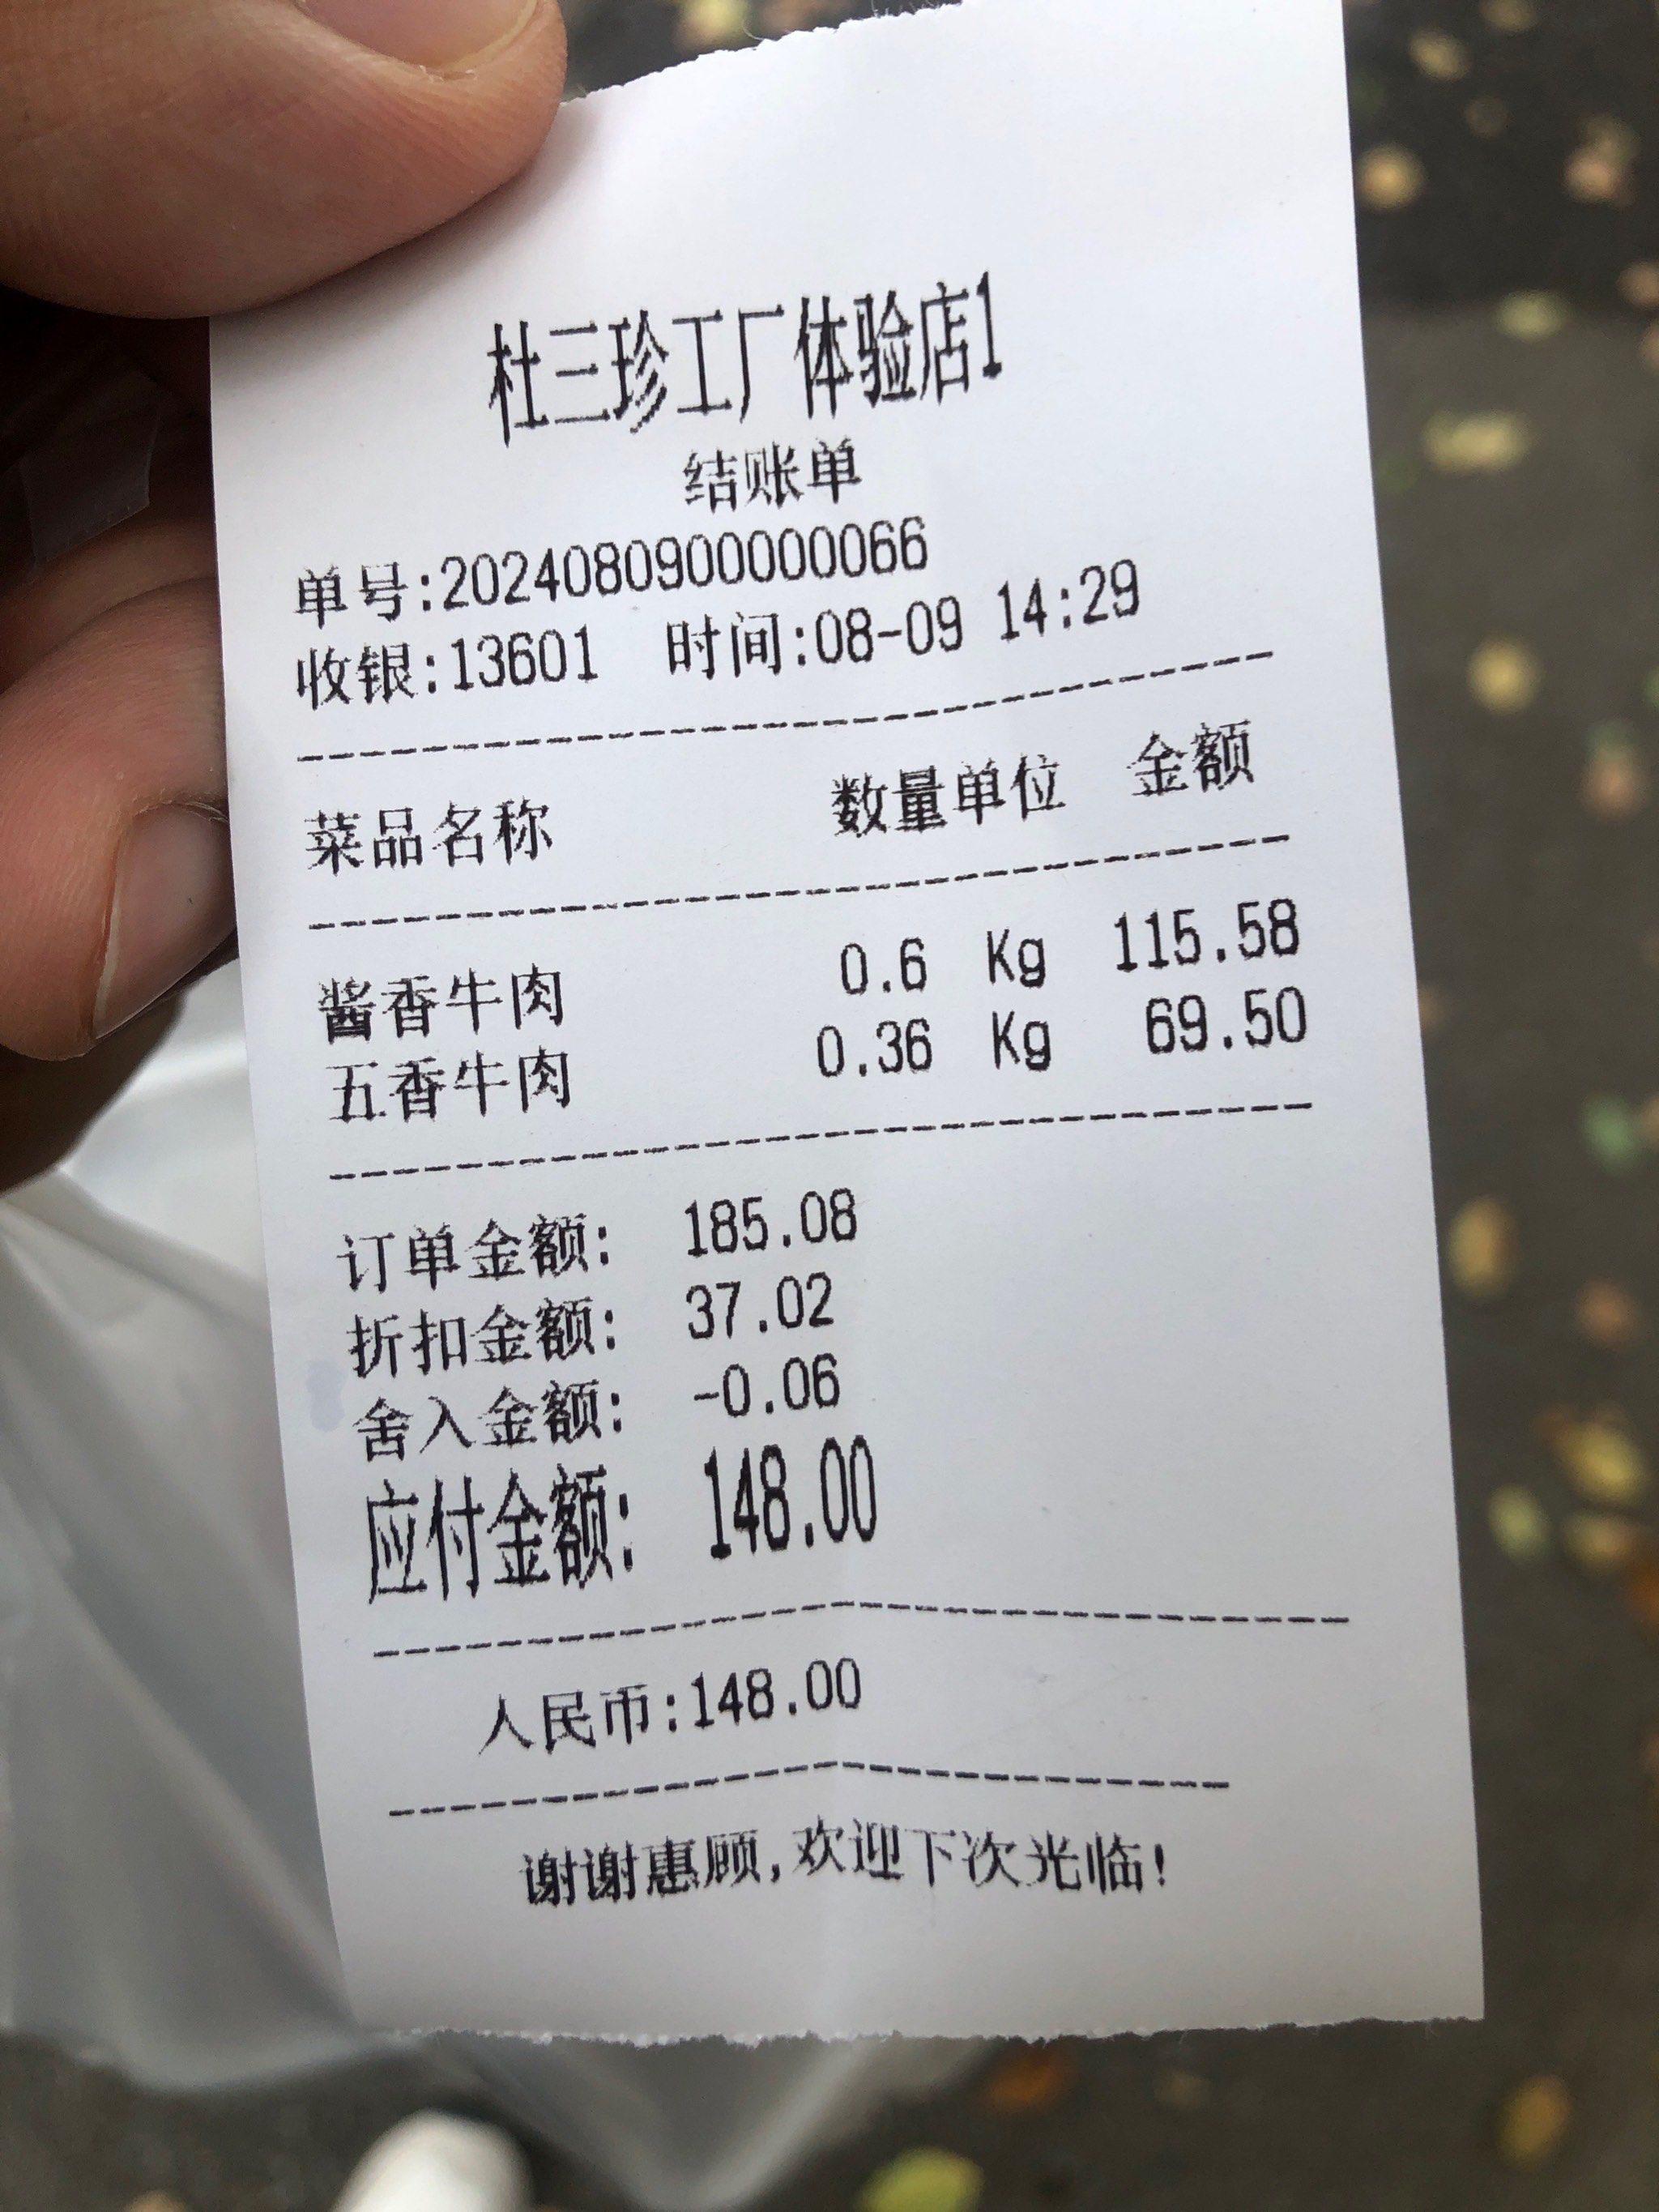 杜三珍工厂体验店1
结账单
单号:2024080900000066
收银:13601 时间:08-09 14:29
菜品名称 数量单位 金额
酱香牛肉 0.6 Kg 115.58
五香牛肉 0.36 Kg 69.50
订单金额: 185.08
折扣金额: 37.02
舍入金额: -0.06
应付金额: 148.00
人民币:148.00
谢谢惠顾,欢迎下次光临!